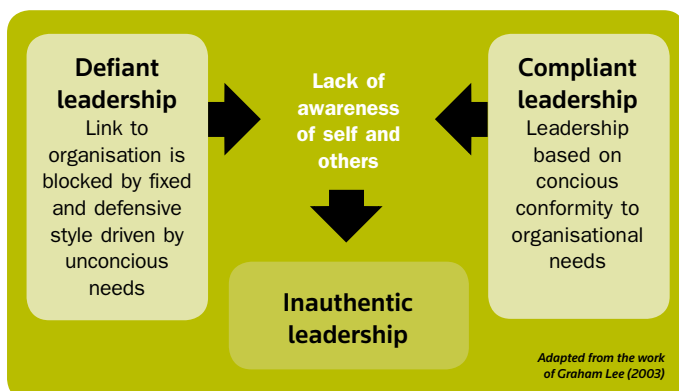 Defiant
leadership
Link to
organisation is
blocked by fixed
and defensive
style driven by
unconcious
needs
Lack of
awareness
of self and
others
Compliant
leadership
Leadership
based on
concious
conformity to
organisational
needs
Inauthentic
leadership
Adapted from the work
of Graham Lee (2003)